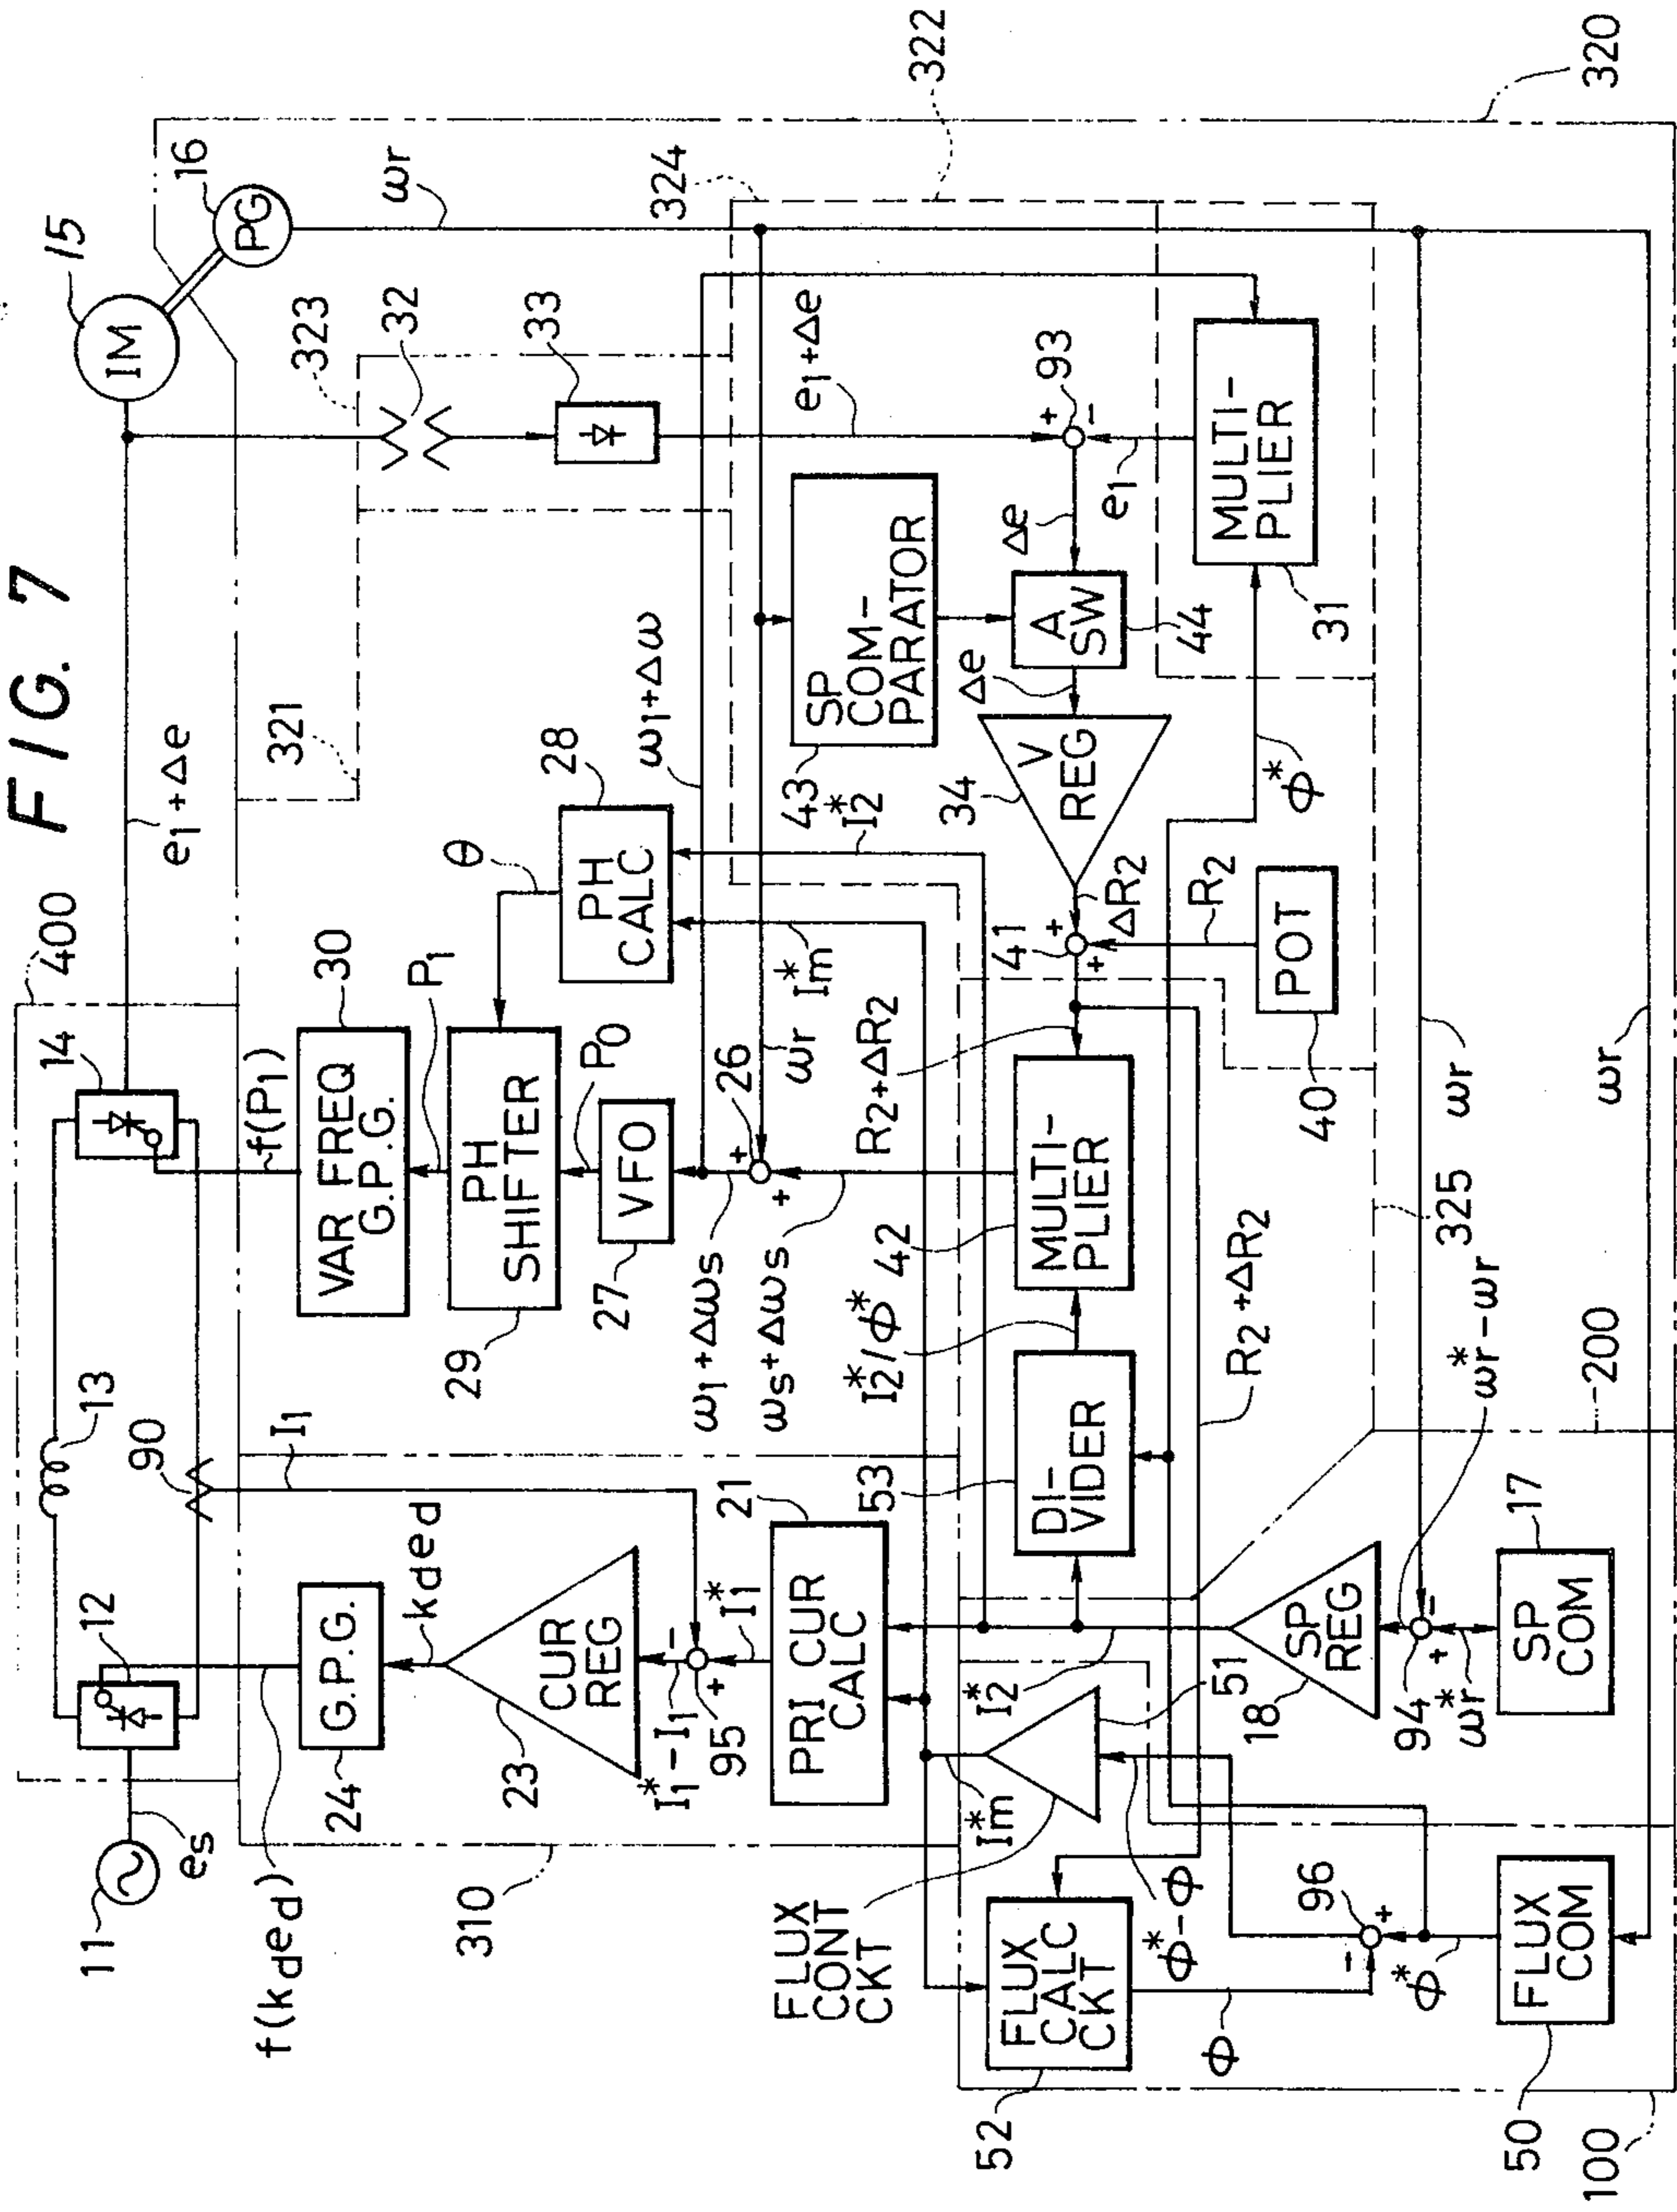 FIG. 7
400
e1+Δe
15
IM
16
PG
ωr
11
es
12
13
90
I1
14
f(P1)
321
323
32
33
320
322
324
f(kded)
24
G.P.G.
kded
30
VAR FREQ
G.P.G.
P1
θ
28
PH
CALC
29
PH
SHIFTER
P0
27
VFO
ω1+Δω
e1+Δe
310
23
CUR
REG
I1*-I1
95
+
-
I1*
21
PRI CUR
CALC
ω1+Δωs
26
+
+
ωr
Im*
I2*
ωs+Δωs
43
SP
COM-
PARATOR
Δe
93
+
-
e1
A
SW
44
Δe
34
V
REG
FLUX
CONT
CKT
Im*
I2*
51
53
DI-
VIDER
I2*/Φ*
42
MULTI-
PLIER
R2+ΔR2
41
+
+
ΔR2
R2
40
POT
Φ*
31
MULTI-
PLIER
52
FLUX
CALC
CKT
Φ
Φ*-Φ
96
+
-
Φ*
50
FLUX
COM
100
R2+ΔR2
18
SP
REG
94
+
-
ωr*-ωr
ωr*
17
SP
COM
200
325
ωr
ωr